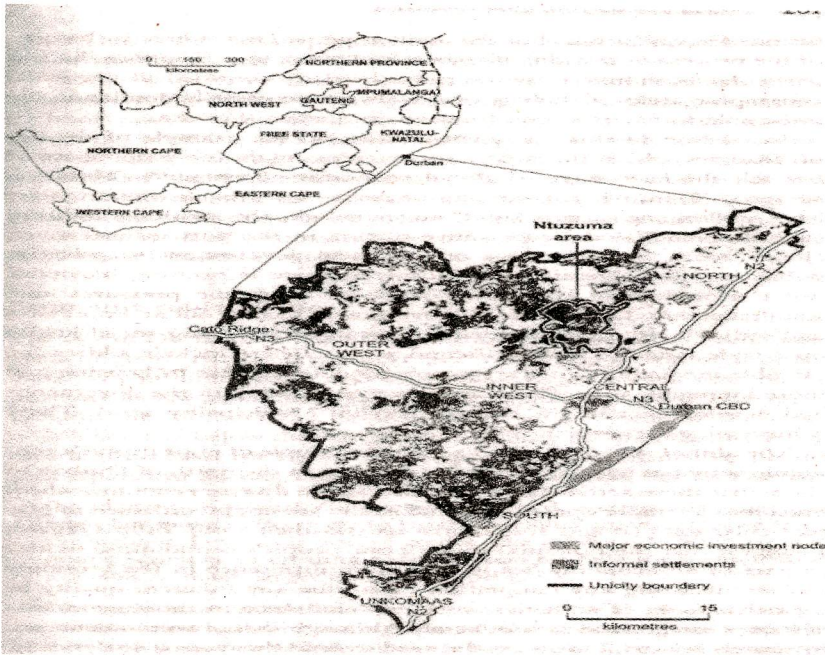 0 150 300
kilometres
NORTHERN PROVINCE
MPUMALANGA
NORTH WEST
GAUTENG
FREE STATE
KWAZULU-
NATAL
NORTHERN CAPE
Durban
EASTERN CAPE
WESTERN CAPE
Ntuzuma
area
NORTH
N2
Cato Ridge
N3
OUTER
WEST
INNER
WEST
CENTRAL
N3
Durban CBD
SOUTH
Major economic investment node
Informal settlements
Unicity boundary
UNKOMAAS
N2
0 15
kilometres